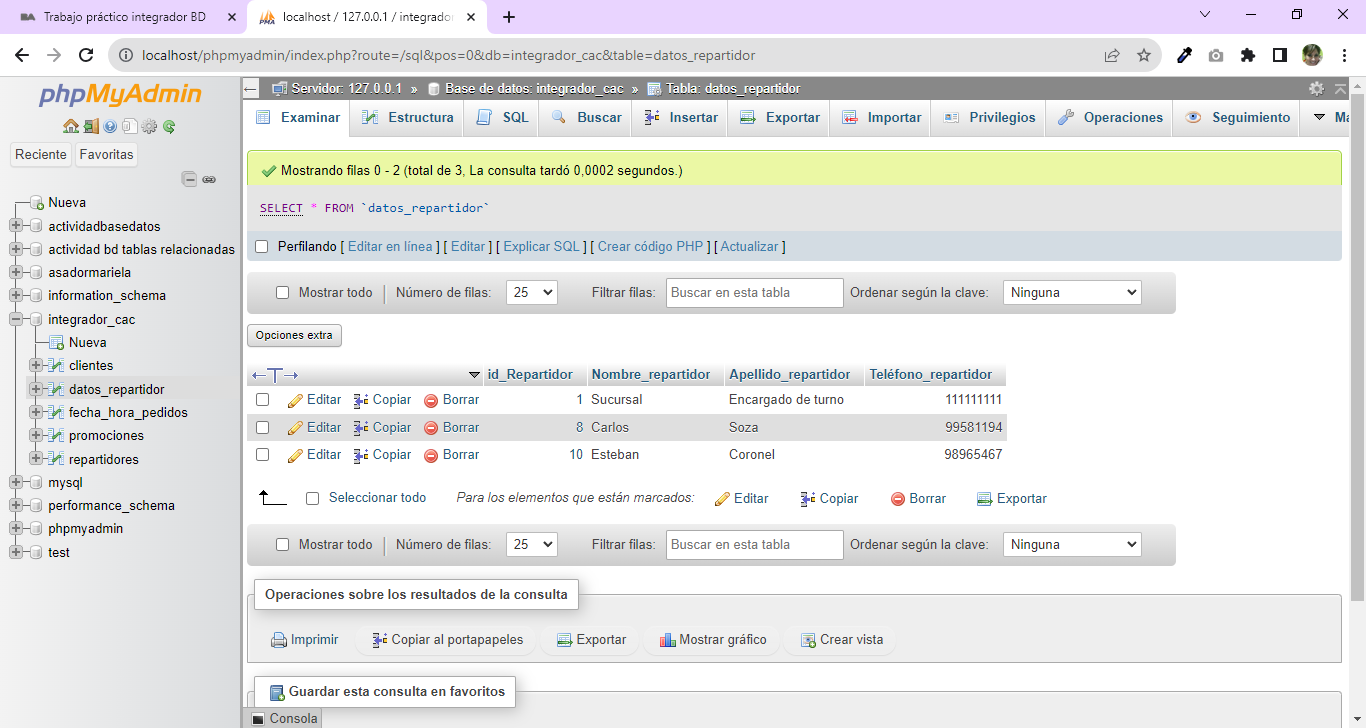 Trabajo práctico integrador BD
localhost / 127.0.0.1 / integrador
localhost/phpmyadmin/index.php?route=/sql&pos=0&db=integrador_cac&table=datos_repartidor
phpMyAdmin
Reciente Favoritas
Nueva
actividadbasedatos
actividad bd tablas relacionadas
asadormariela
information_schema
integrador_cac
Nueva
clientes
datos_repartidor
fecha_hora_pedidos
promociones
repartidores
mysql
performance_schema
phpmyadmin
test
Servidor: 127.0.0.1 » Base de datos: integrador_cac » Tabla: datos_repartidor
Examinar Estructura SQL Buscar Insertar Exportar Importar Privilegios Operaciones Seguimiento Ma
Mostrando filas 0 - 2 (total de 3, La consulta tardó 0,0002 segundos.)
SELECT * FROM `datos_repartidor`
Perfilando [ Editar en línea ] [ Editar ] [ Explicar SQL ] [ Crear código PHP ] [ Actualizar ]
Mostrar todo | Número de filas: 25 Filtrar filas: Buscar en esta tabla Ordenar según la clave: Ninguna
Opciones extra
←T→ id_Repartidor Nombre_repartidor Apellido_repartidor Teléfono_repartidor
Editar Copiar Borrar 1 Sucursal Encargado de turno 111111111
Editar Copiar Borrar 8 Carlos Soza 99581194
Editar Copiar Borrar 10 Esteban Coronel 98965467
Seleccionar todo Para los elementos que están marcados: Editar Copiar Borrar Exportar
Mostrar todo | Número de filas: 25 Filtrar filas: Buscar en esta tabla Ordenar según la clave: Ninguna
Operaciones sobre los resultados de la consulta
Imprimir Copiar al portapapeles Exportar Mostrar gráfico Crear vista
Guardar esta consulta en favoritos
Consola